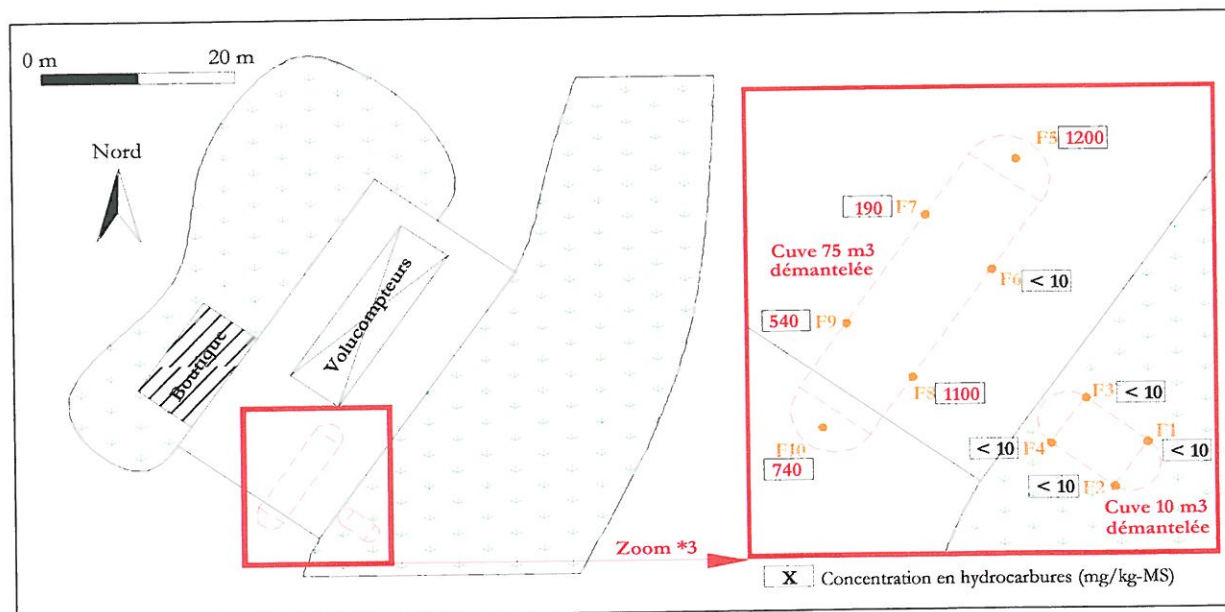 0 m 20 m
Nord
Boutique
Volucompteurs
Zoom *3
F5 1200
190 F7
Cuve 75 m3
démantelée
F6 < 10
540 F9
F8 1100
F3 < 10
F1
< 10
< 10 F4
F10
740
< 10 F2
Cuve 10 m3
démantelée
X Concentration en hydrocarbures (mg/kg-MS)